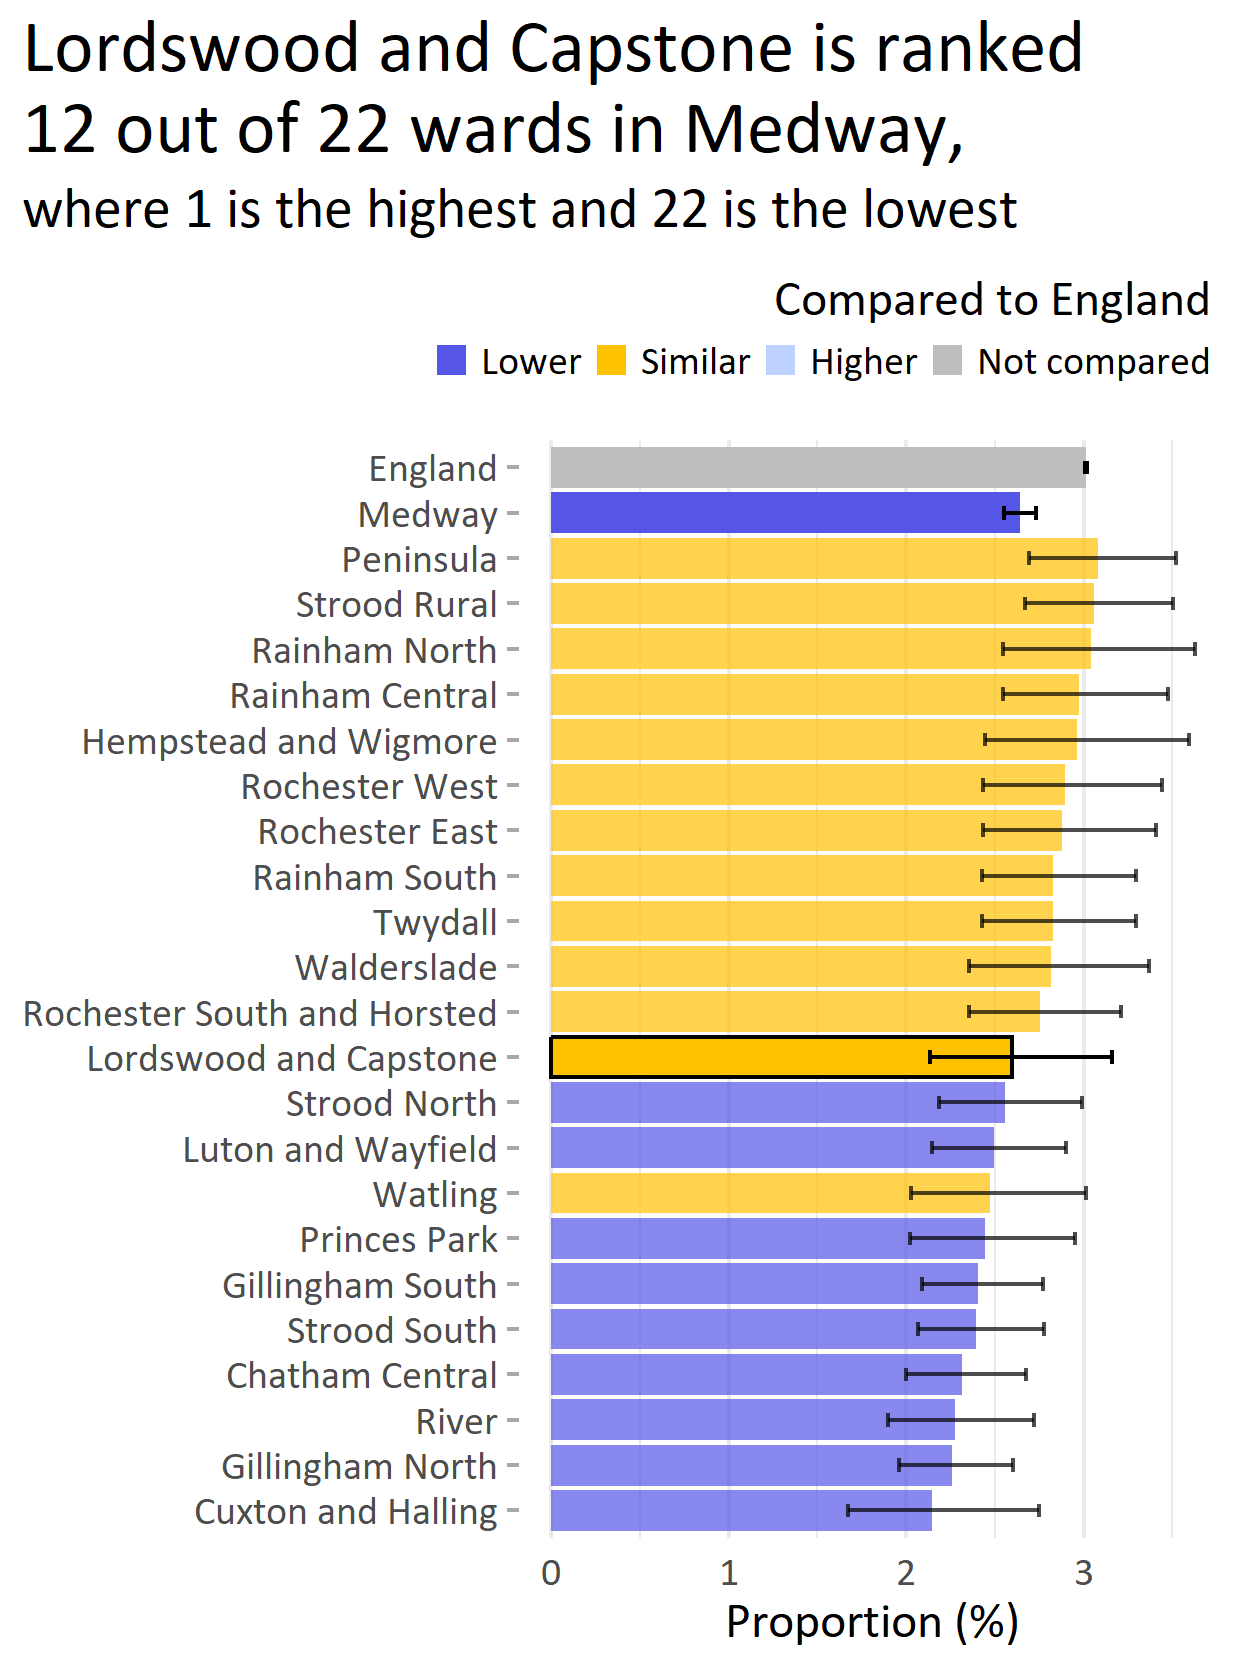 Lordswood and Capstone is ranked
12 out of 22 wards in Medway,
where 1 is the highest and 22 is the lowest
Compared to England
Lower Similar Higher Not compared
England
Medway
Peninsula
Strood Rural
Rainham North
Rainham Central
Hempstead and Wigmore
Rochester West
Rochester East
Rainham South
Twydall
Walderslade
Rochester South and Horsted
Lordswood and Capstone
Strood North
Luton and Wayfield
Watling
Princes Park
Gillingham South
Strood South
Chatham Central
River
Gillingham North
Cuxton and Halling
0 1 2 3
Proportion (%)